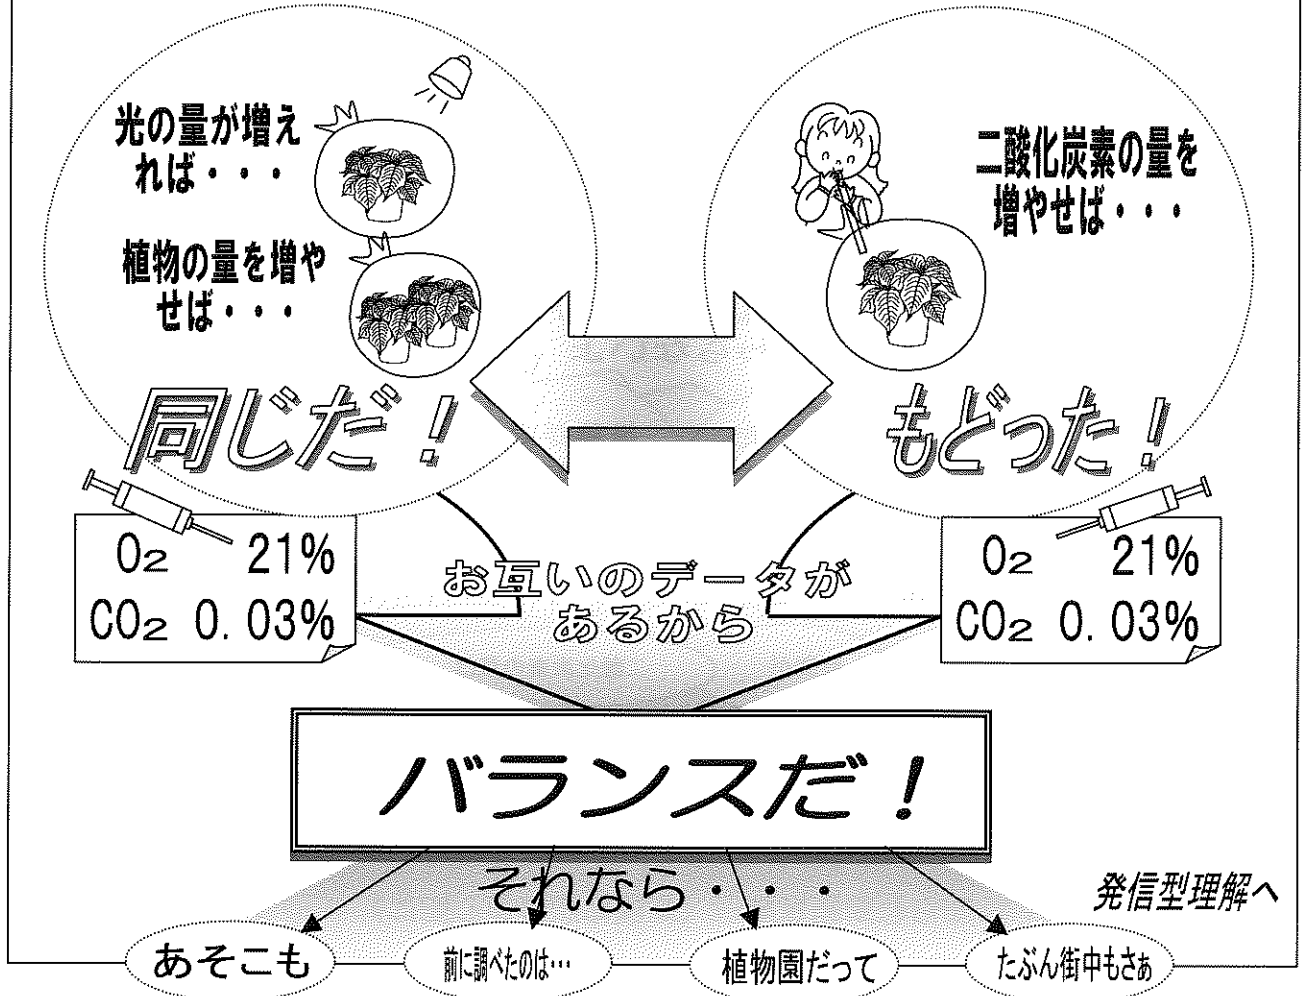 光の量が増え
れば・・・
植物の量を増や
せば・・・
同じだ！
二酸化炭素の量を
増やせば・・・
もどった！
O₂ 21%
CO₂ 0.03%
O₂ 21%
CO₂ 0.03%
お互いのデータが
あるから
バランスだ！
それなら・・・
発信型理解へ
あそこも
前に調べたのは…
植物園だって
たぶん街中もさぁ